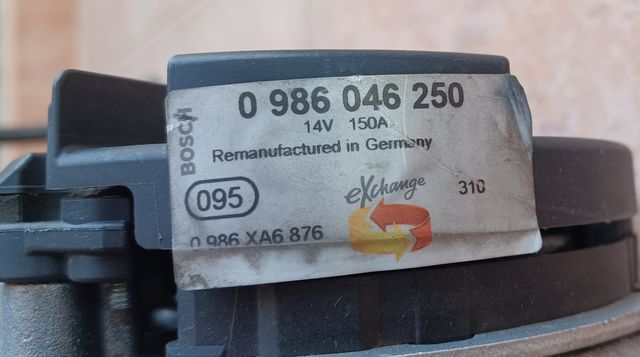 BOSCH
0 986 046 250
14V 150A
Remanufactured in Germany
095
eXchange
310
0 986 XA6 876